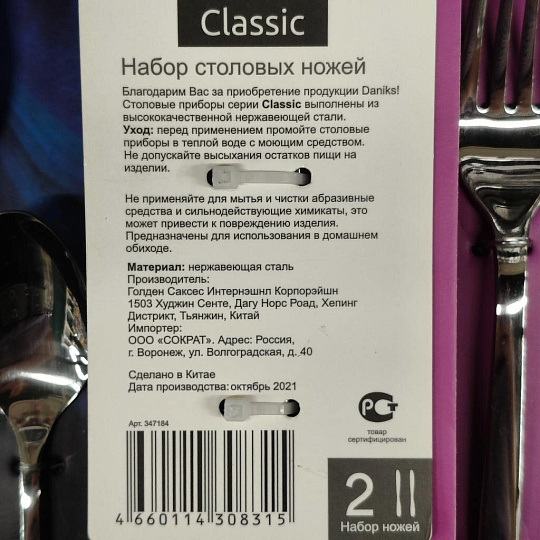 Classic
Набор столовых ножей
Благодарим Вас за приобретение продукции Daniks!
Столовые приборы серии Classic выполнены из
высококачественной нержавеющей стали.
Уход: перед применением промойте столовые
приборы в теплой воде с моющим средством.
Не допускайте высыхания остатков пищи на
изделии.
Не применяйте для мытья и чистки абразивные
средства и сильнодействующие химикаты, это
может привести к повреждению изделия.
Предназначены для использования в домашнем
обиходе.
Материал: нержавеющая сталь
Производитель:
Голден Саксес Интернэшнл Корпорэйшн
1503 Худжин Сенте, Дагу Норс Роад, Хепинг
Дистрикт, Тьянжин, Китай
Импортер:
ООО «СОКРАТ». Адрес: Россия,
г. Воронеж, ул. Волгоградская, д. 40
Сделано в Китае
Дата производства: октябрь 2021
Арт. 347184
РСТ
товар
сертифицирован
4 660114 308315
2
Набор ножей